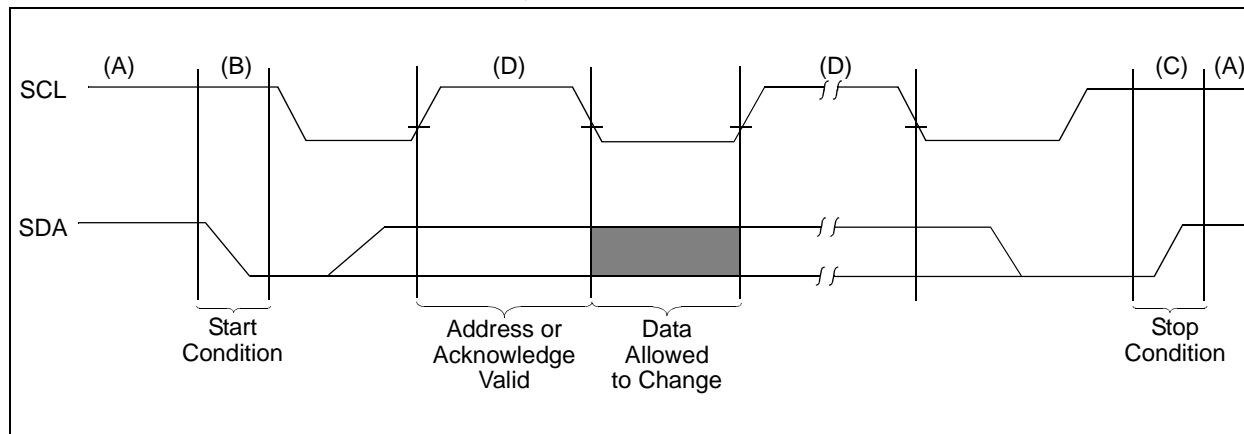 (A) (B) (D) (D) (C) (A)
SCL
SDA
Start
Condition
Address or
Acknowledge
Valid
Data
Allowed
to Change
Stop
Condition